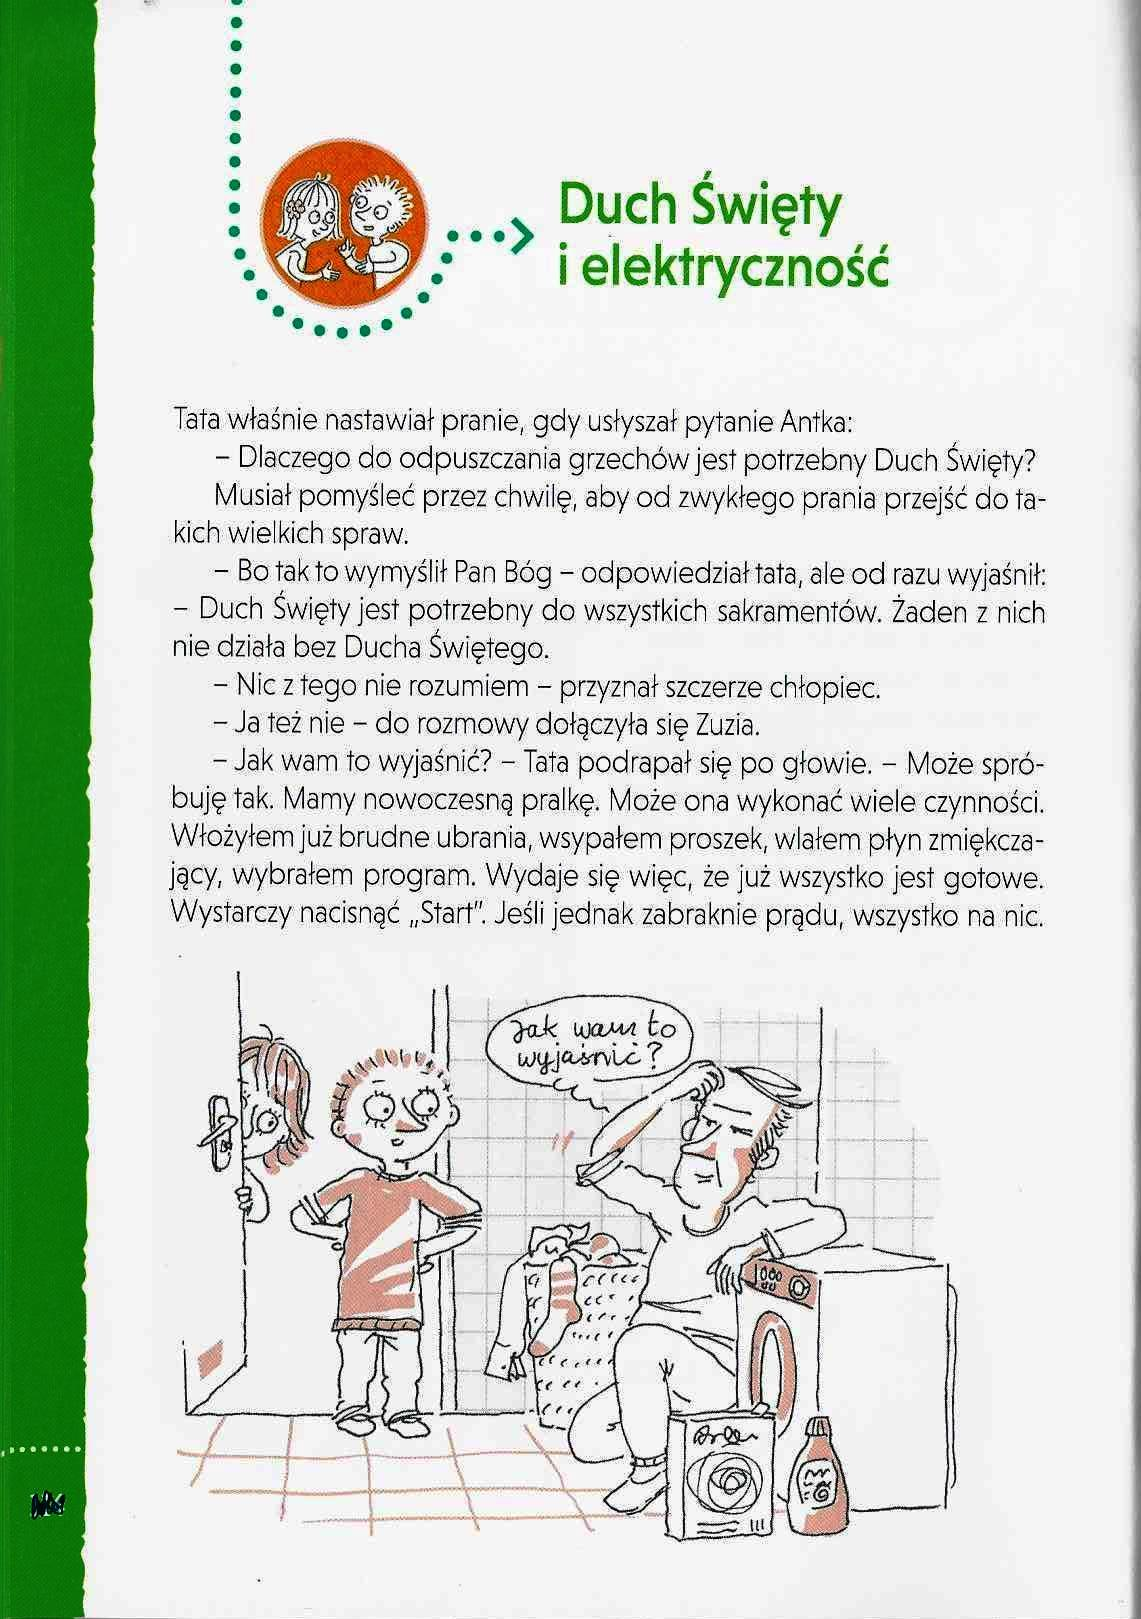 Duch Święty
i elektryczność
Tata właśnie nastawiał pranie, gdy usłyszał pytanie Antka:
– Dlaczego do odpuszczania grzechów jest potrzebny Duch Święty?
Musiał pomyśleć przez chwilę, aby od zwykłego prania przejść do ta-
kich wielkich spraw.
– Bo tak to wymyślił Pan Bóg – odpowiedział tata, ale od razu wyjaśnił:
– Duch Święty jest potrzebny do wszystkich sakramentów. Żaden z nich
nie działa bez Ducha Świętego.
– Nic z tego nie rozumiem – przyznał szczerze chłopiec.
– Ja też nie – do rozmowy dołączyła się Zuzia.
– Jak wam to wyjaśnić? – Tata podrapał się po głowie. – Może spró-
buję tak. Mamy nowoczesną pralkę. Może ona wykonać wiele czynności.
Włożyłem już brudne ubrania, wsypałem proszek, wlałem płyn zmiękcza-
jący, wybrałem program. Wydaje się więc, że już wszystko jest gotowe.
Wystarczy nacisnąć „Start". Jeśli jednak zabraknie prądu, wszystko na nic.
Jak wam to
wyjaśnić?